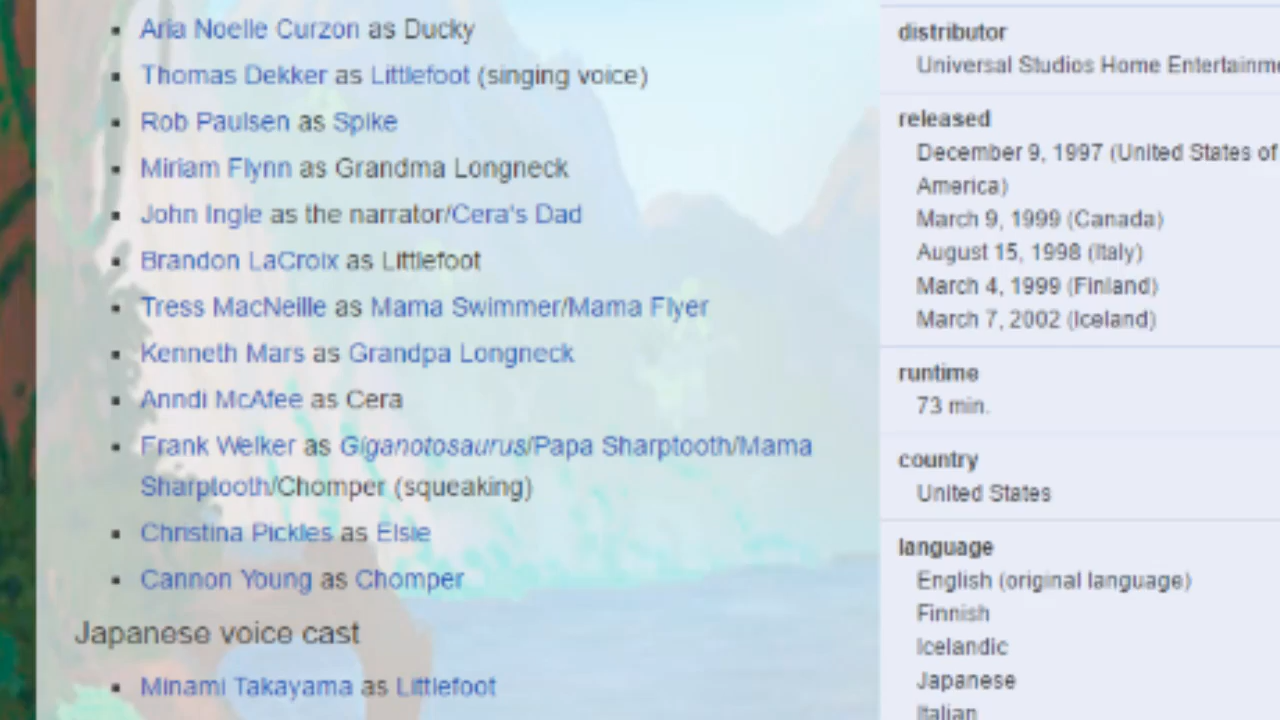 Aria Noelle Curzon as Ducky
Thomas Dekker as Littlefoot (singing voice)
Rob Paulsen as Spike
Miriam Flynn as Grandma Longneck
John Ingle as the narrator/Cera's Dad
Brandon LaCroix as Littlefoot
Tress MacNeille as Mama Swimmer/Mama Flyer
Kenneth Mars as Grandpa Longneck
Anndi McAfee as Cera
Frank Welker as Giganotosaurus/Papa Sharptooth/Mama
Sharptooth/Chomper (squeaking)
Christina Pickles as Elsie
Cannon Young as Chomper
Japanese voice cast
Minami Takayama as Littlefoot
distributor
Universal Studios Home Entertainme
released
December 9, 1997 (United States of
America)
March 9, 1999 (Canada)
August 15, 1998 (Italy)
March 4, 1999 (Finland)
March 7, 2002 (Iceland)
runtime
73 min.
country
United States
language
English (original language)
Finnish
Icelandic
Japanese
Italian